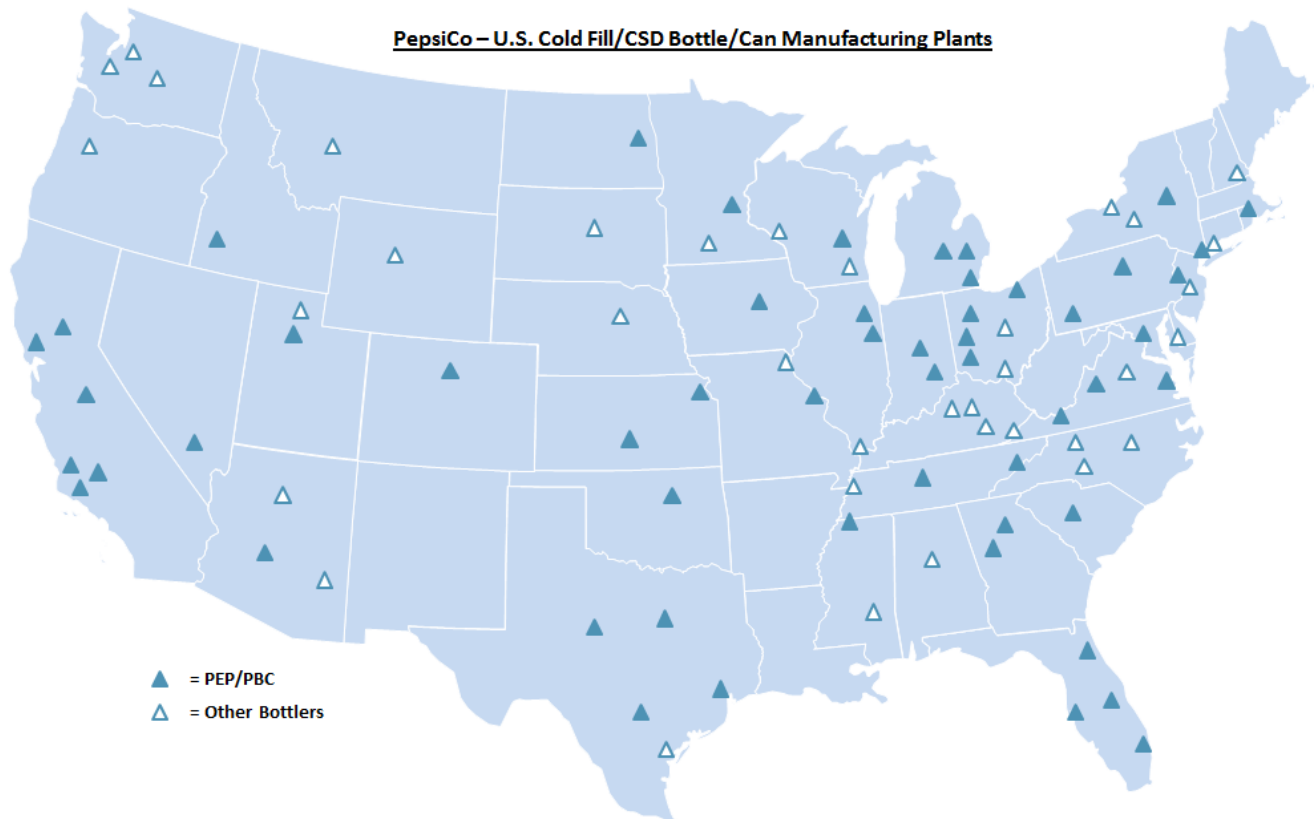 PepsiCo – U.S. Cold Fill/CSD Bottle/Can Manufacturing Plants
= PEP/PBC
= Other Bottlers